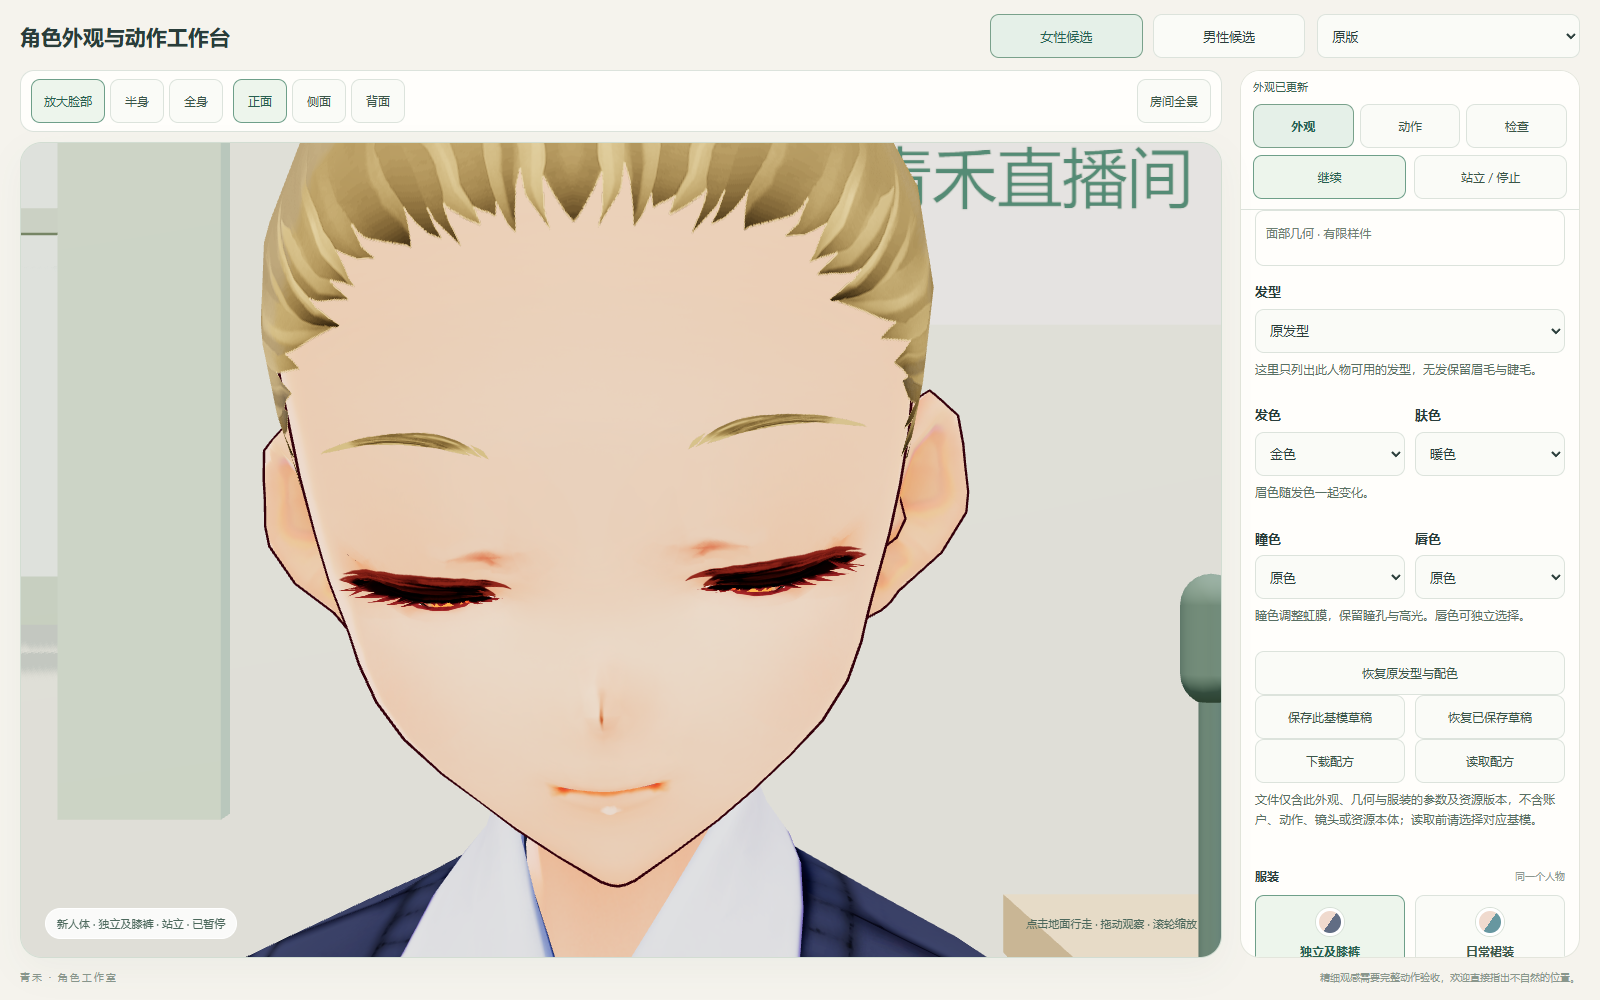 角色外观与动作工作台
女性候选
男性候选
原版
放大脸部
半身
全身
正面
侧面
背面
房间全景
青禾直播间
新人体 · 独立及膝裤 · 站立 · 已暂停
点击地面行走 · 拖动观察 · 滚轮缩放
外观已更新
外观
动作
检查
继续
站立 / 停止
面部几何 · 有限样件
发型
原发型
这里只列出此人物可用的发型，无发保留眉毛与睫毛。
发色
肤色
金色
暖色
眉色随发色一起变化。
瞳色
唇色
原色
原色
瞳色调整虹膜，保留瞳孔与高光。唇色可独立选择。
恢复原发型与配色
保存此基模草稿
恢复已保存草稿
下载配方
读取配方
文件仅含此外观、几何与服装的参数及资源版本，不含账
户、动作、镜头或资源本体；读取前请选择对应基模。
服装
同一个人物
独立及膝裤
日常裙装
青禾 · 角色工作室
精细观感需要完整动作验收，欢迎直接指出不自然的位置。